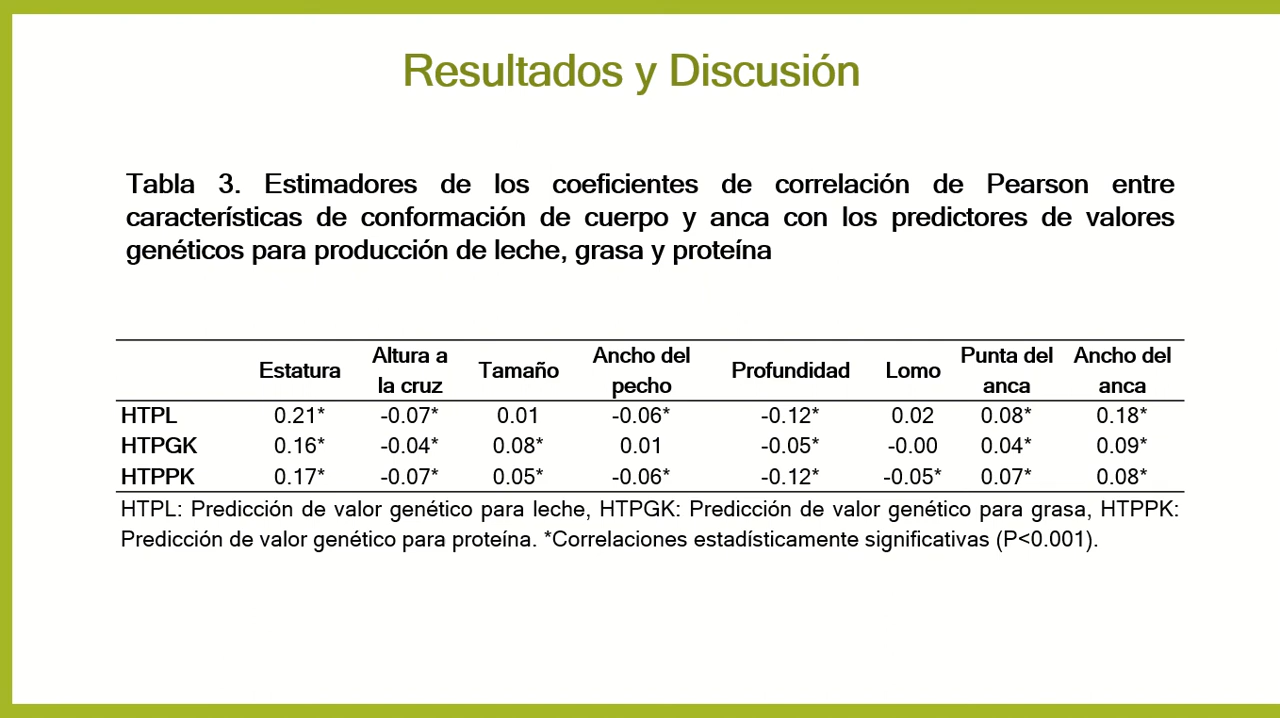 Resultados y Discusión
Tabla 3. Estimadores de los coeficientes de correlación de Pearson entre
características de conformación de cuerpo y anca con los predictores de valores
genéticos para producción de leche, grasa y proteína
Estatura Altura a la cruz Tamaño Ancho del pecho Profundidad Lomo Punta del anca Ancho del anca
HTPL 0.21* -0.07* 0.01 -0.06* -0.12* 0.02 0.08* 0.18*
HTPGK 0.16* -0.04* 0.08* 0.01 -0.05* -0.00 0.04* 0.09*
HTPPK 0.17* -0.07* 0.05* -0.06* -0.12* -0.05* 0.07* 0.08*
HTPL: Predicción de valor genético para leche, HTPGK: Predicción de valor genético para grasa, HTPPK:
Predicción de valor genético para proteína. *Correlaciones estadísticamente significativas (P<0.001).